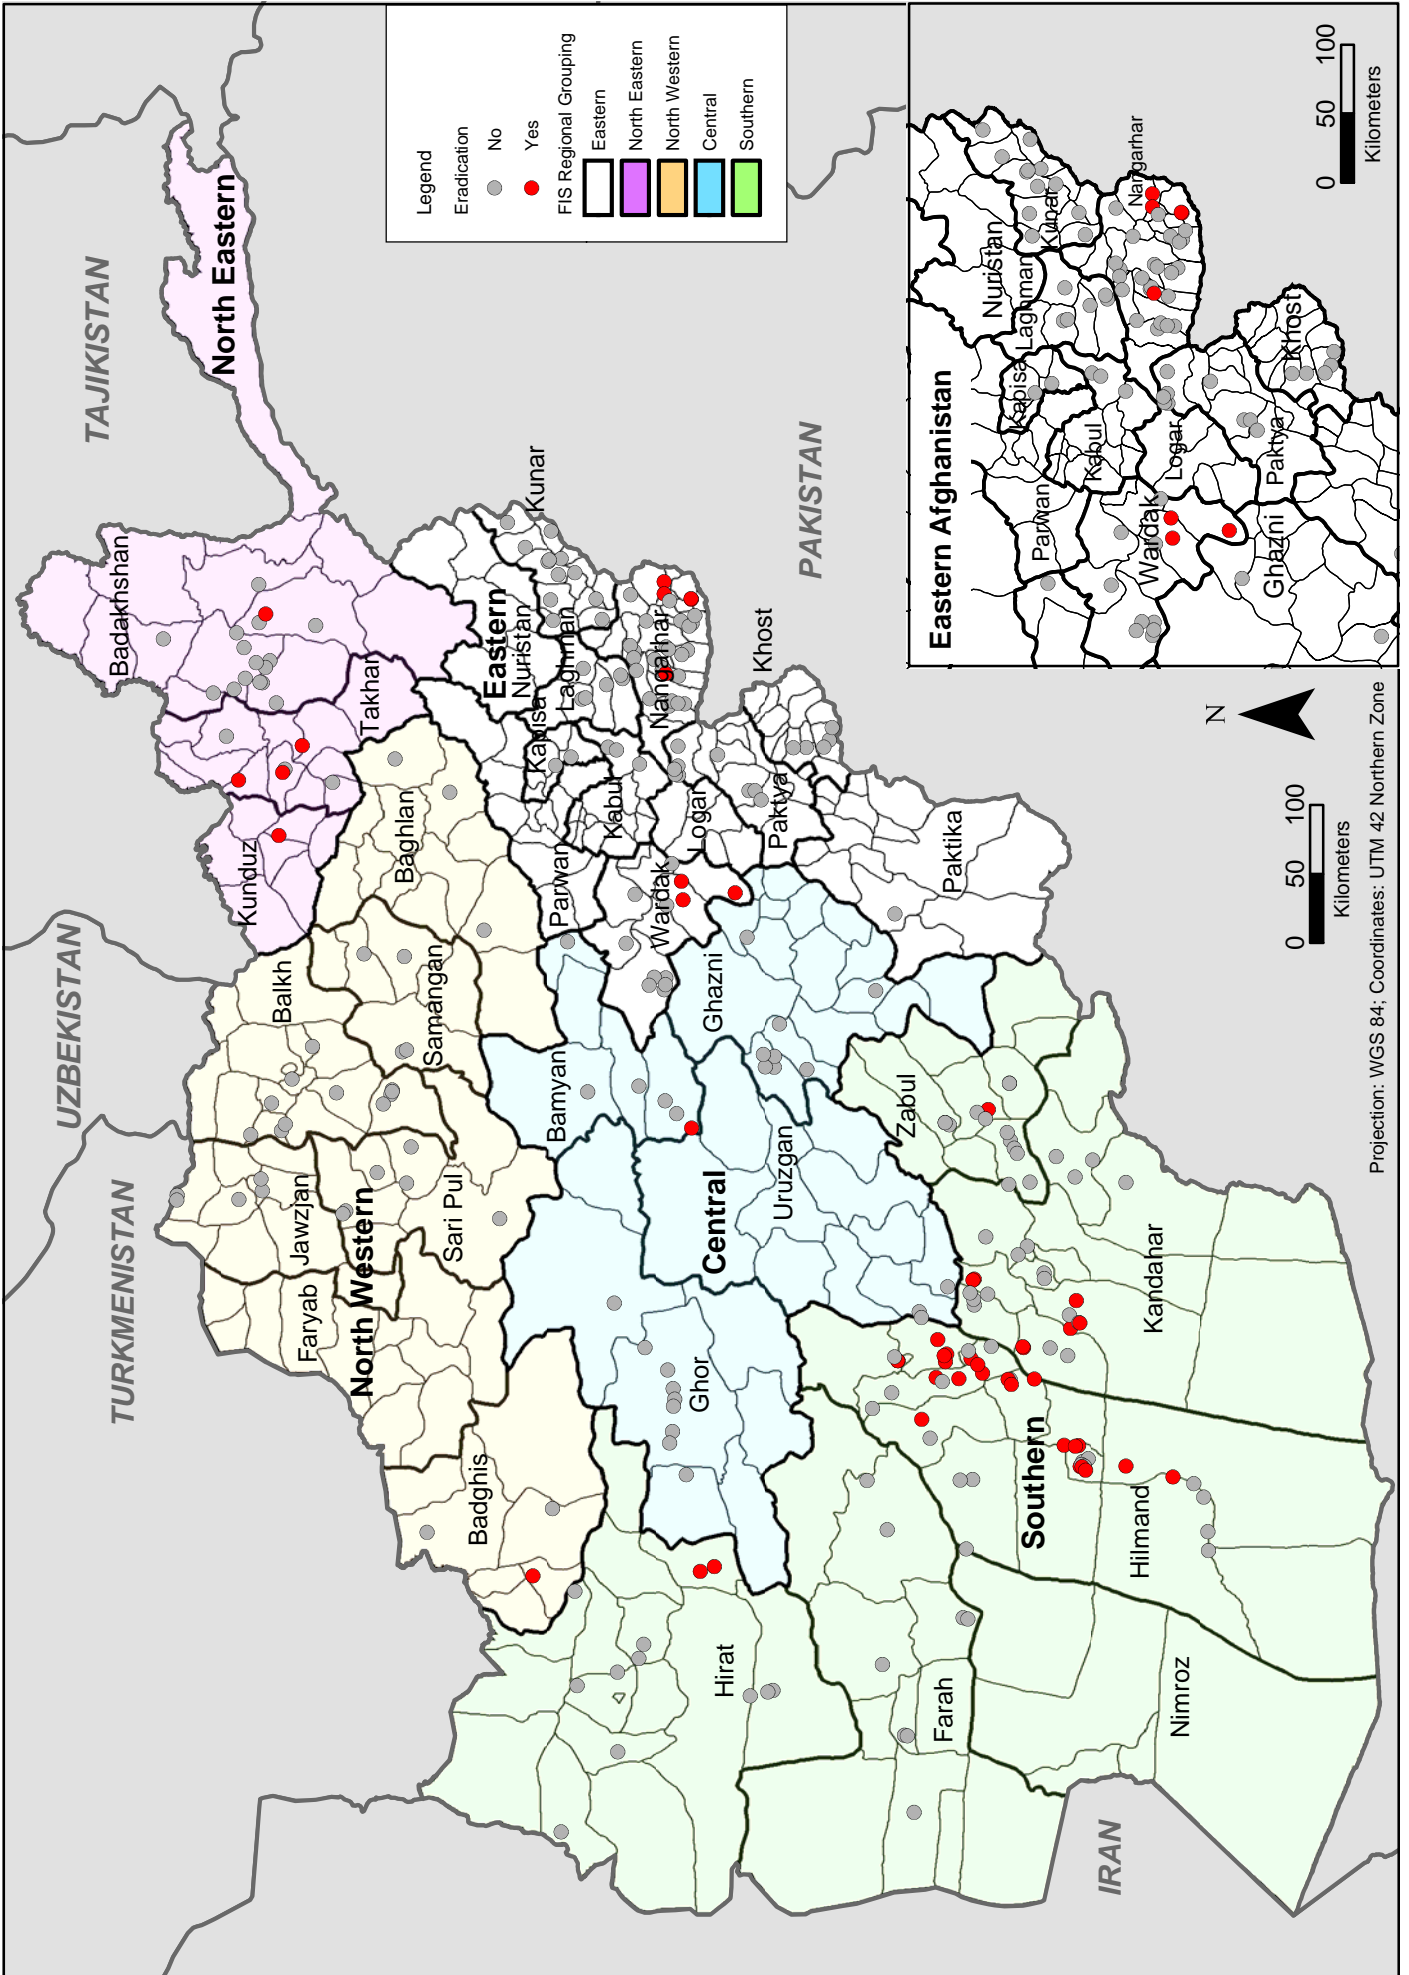 TAJIKISTAN
UZBEKISTAN
TURKMENISTAN
PAKISTAN
IRAN
North Eastern
Badakhshan
Takhar
Kunduz
North Western
Baghlan
Balkh
Samangan
Jawzjan
Sari Pul
Faryab
Badghis
Eastern
Kunar
Nuristan
Laghman
Kapisa
Nangarhar
Khost
Kabul
Logar
Paktya
Parwan
Wardak
Paktika
Central
Bamyan
Ghazni
Uruzgan
Ghor
Southern
Zabul
Kandahar
Hilmand
Hirat
Farah
Nimroz
Legend
Eradication
No
Yes
FIS Regional Grouping
Eastern
North Eastern
North Western
Central
Southern
Eastern Afghanistan
Nuristan
Kunar
Laghman
Kapisa
Nangarhar
Parwan
Kabul
Logar
Wardak
Khost
Paktya
Ghazni
0 50 100
Kilometers
N
0 50 100
Kilometers
Projection: WGS 84; Coordinates: UTM 42 Northern Zone